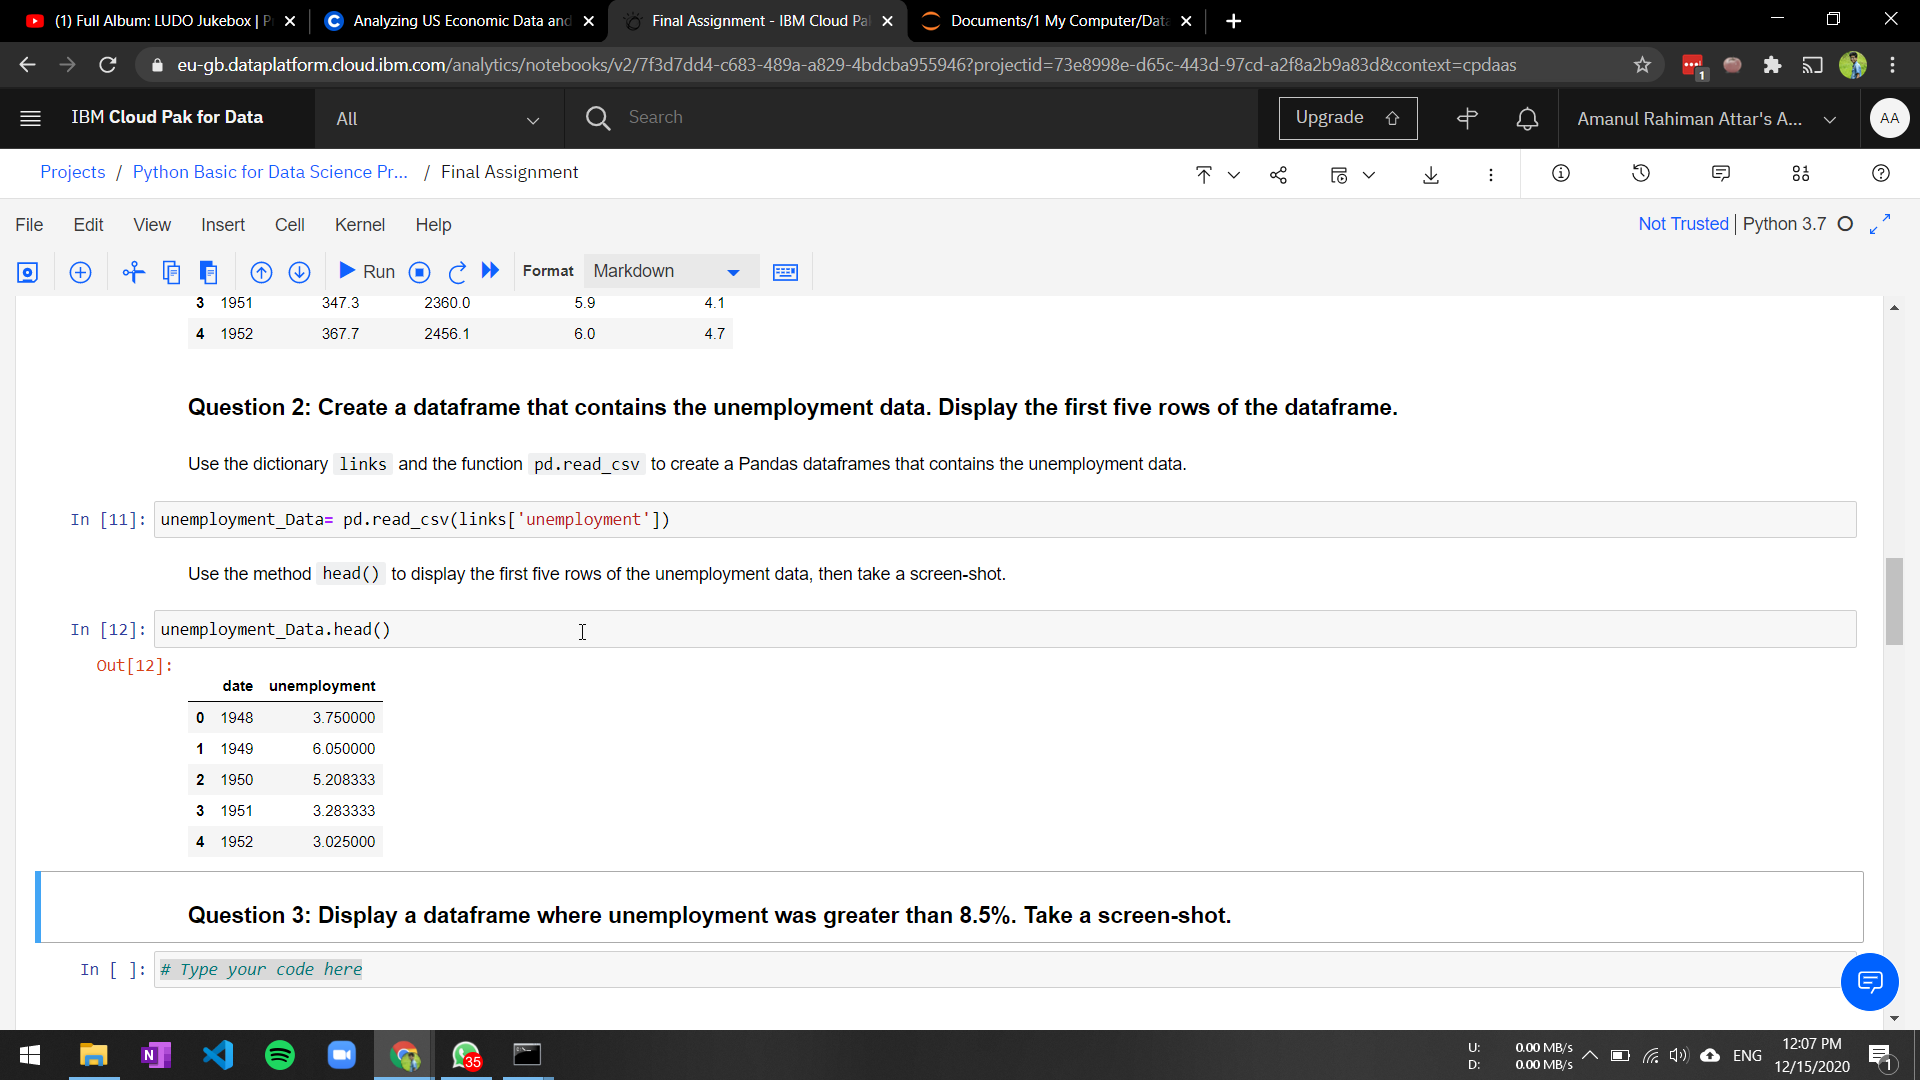 (1) Full Album: LUDO Jukebox | P
Analyzing US Economic Data and
Final Assignment - IBM Cloud Pa
Documents/1 My Computer/Data
eu-gb.dataplatform.cloud.ibm.com/analytics/notebooks/v2/7f3d7dd4-c683-489a-a829-4bdcba955946?projectid=73e8998e-d65c-443d-97cd-a2f8a2b9a83d&context=cpdaas
1
IBM Cloud Pak for Data
All
Search
Upgrade
Amanul Rahiman Attar's A...
AA
Projects / Python Basic for Data Science Pr... / Final Assignment
File Edit View Insert Cell Kernel Help
Not Trusted | Python 3.7
Run
Format
Markdown
3 1951 347.3 2360.0 5.9 4.1
4 1952 367.7 2456.1 6.0 4.7
Question 2: Create a dataframe that contains the unemployment data. Display the first five rows of the dataframe.
Use the dictionary links and the function pd.read_csv to create a Pandas dataframes that contains the unemployment data.
In [11]: unemployment_Data= pd.read_csv(links['unemployment'])
Use the method head() to display the first five rows of the unemployment data, then take a screen-shot.
In [12]: unemployment_Data.head()
Out[12]:
date unemployment
0 1948 3.750000
1 1949 6.050000
2 1950 5.208333
3 1951 3.283333
4 1952 3.025000
Question 3: Display a dataframe where unemployment was greater than 8.5%. Take a screen-shot.
In [ ]: # Type your code here
35
U: 0.00 MB/s
D: 0.00 MB/s
ENG
12:07 PM
12/15/2020
1